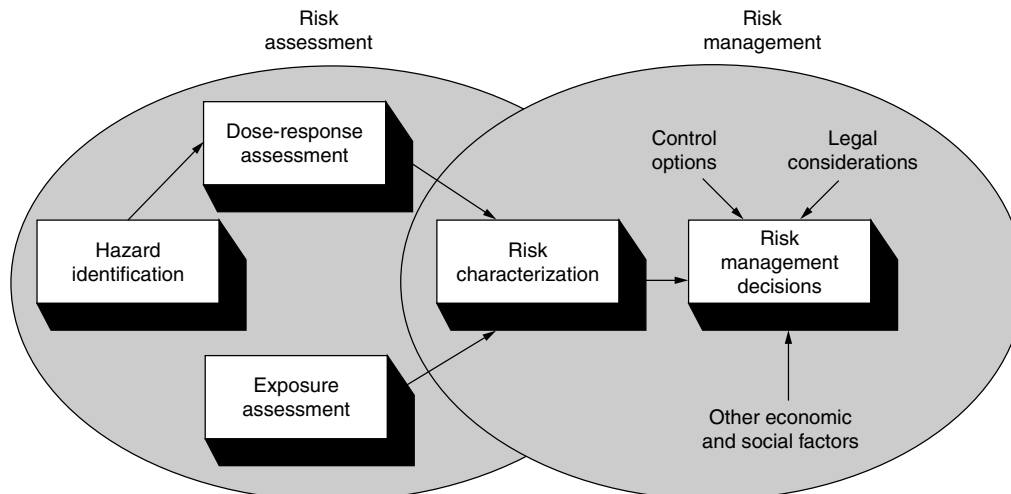 Risk
assessment
Risk
management
Dose-response
assessment
Control
options
Legal
considerations
Hazard
identification
Risk
characterization
Risk
management
decisions
Exposure
assessment
Other economic
and social factors